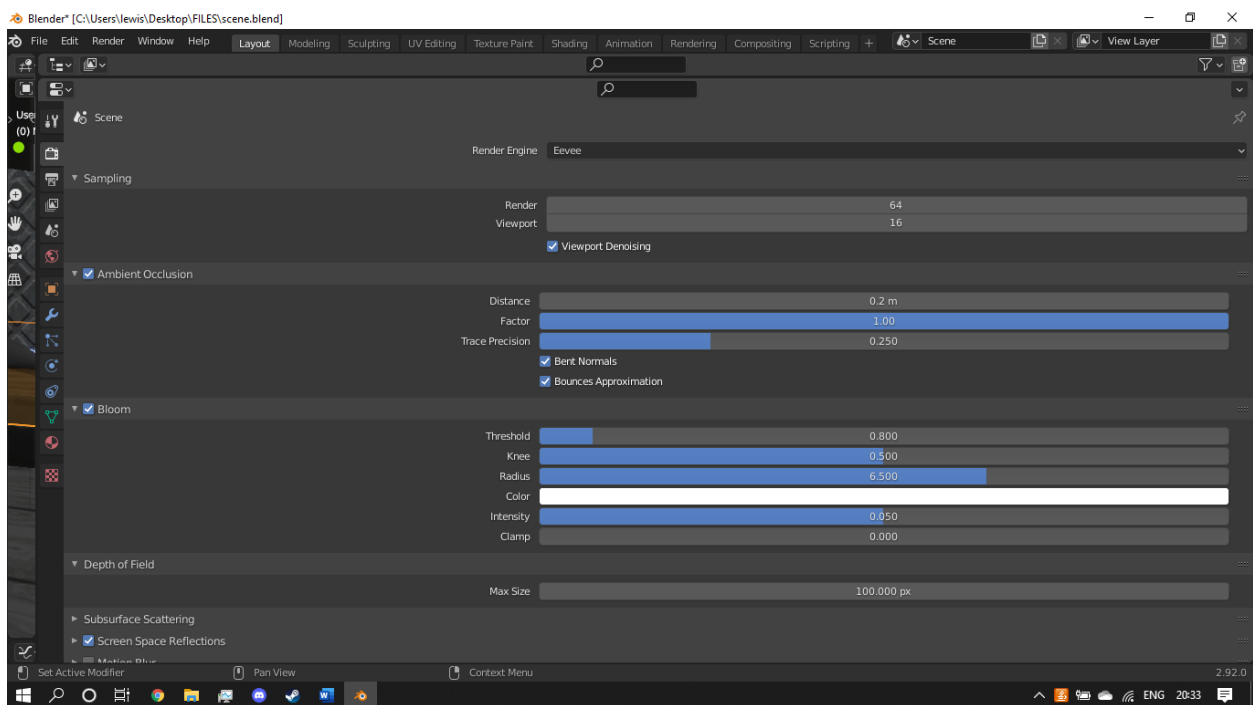 Blender* [C:\Users\lewis\Desktop\FILES\scene.blend]
File Edit Render Window Help Layout Modeling Sculpting UV Editing Texture Paint Shading Animation Rendering Compositing Scripting + Scene View Layer
Scene
Render Engine Eevee
Sampling
Render 64
Viewport 16
Viewport Denoising
Ambient Occlusion
Distance 0.2 m
Factor 1.00
Trace Precision 0.250
Bent Normals
Bounces Approximation
Bloom
Threshold 0.800
Knee 0.500
Radius 6.500
Color
Intensity 0.050
Clamp 0.000
Depth of Field
Max Size 100.000 px
Subsurface Scattering
Screen Space Reflections
Motion Blur
Set Active Modifier Pan View Context Menu 2.92.0
ENG 20:33